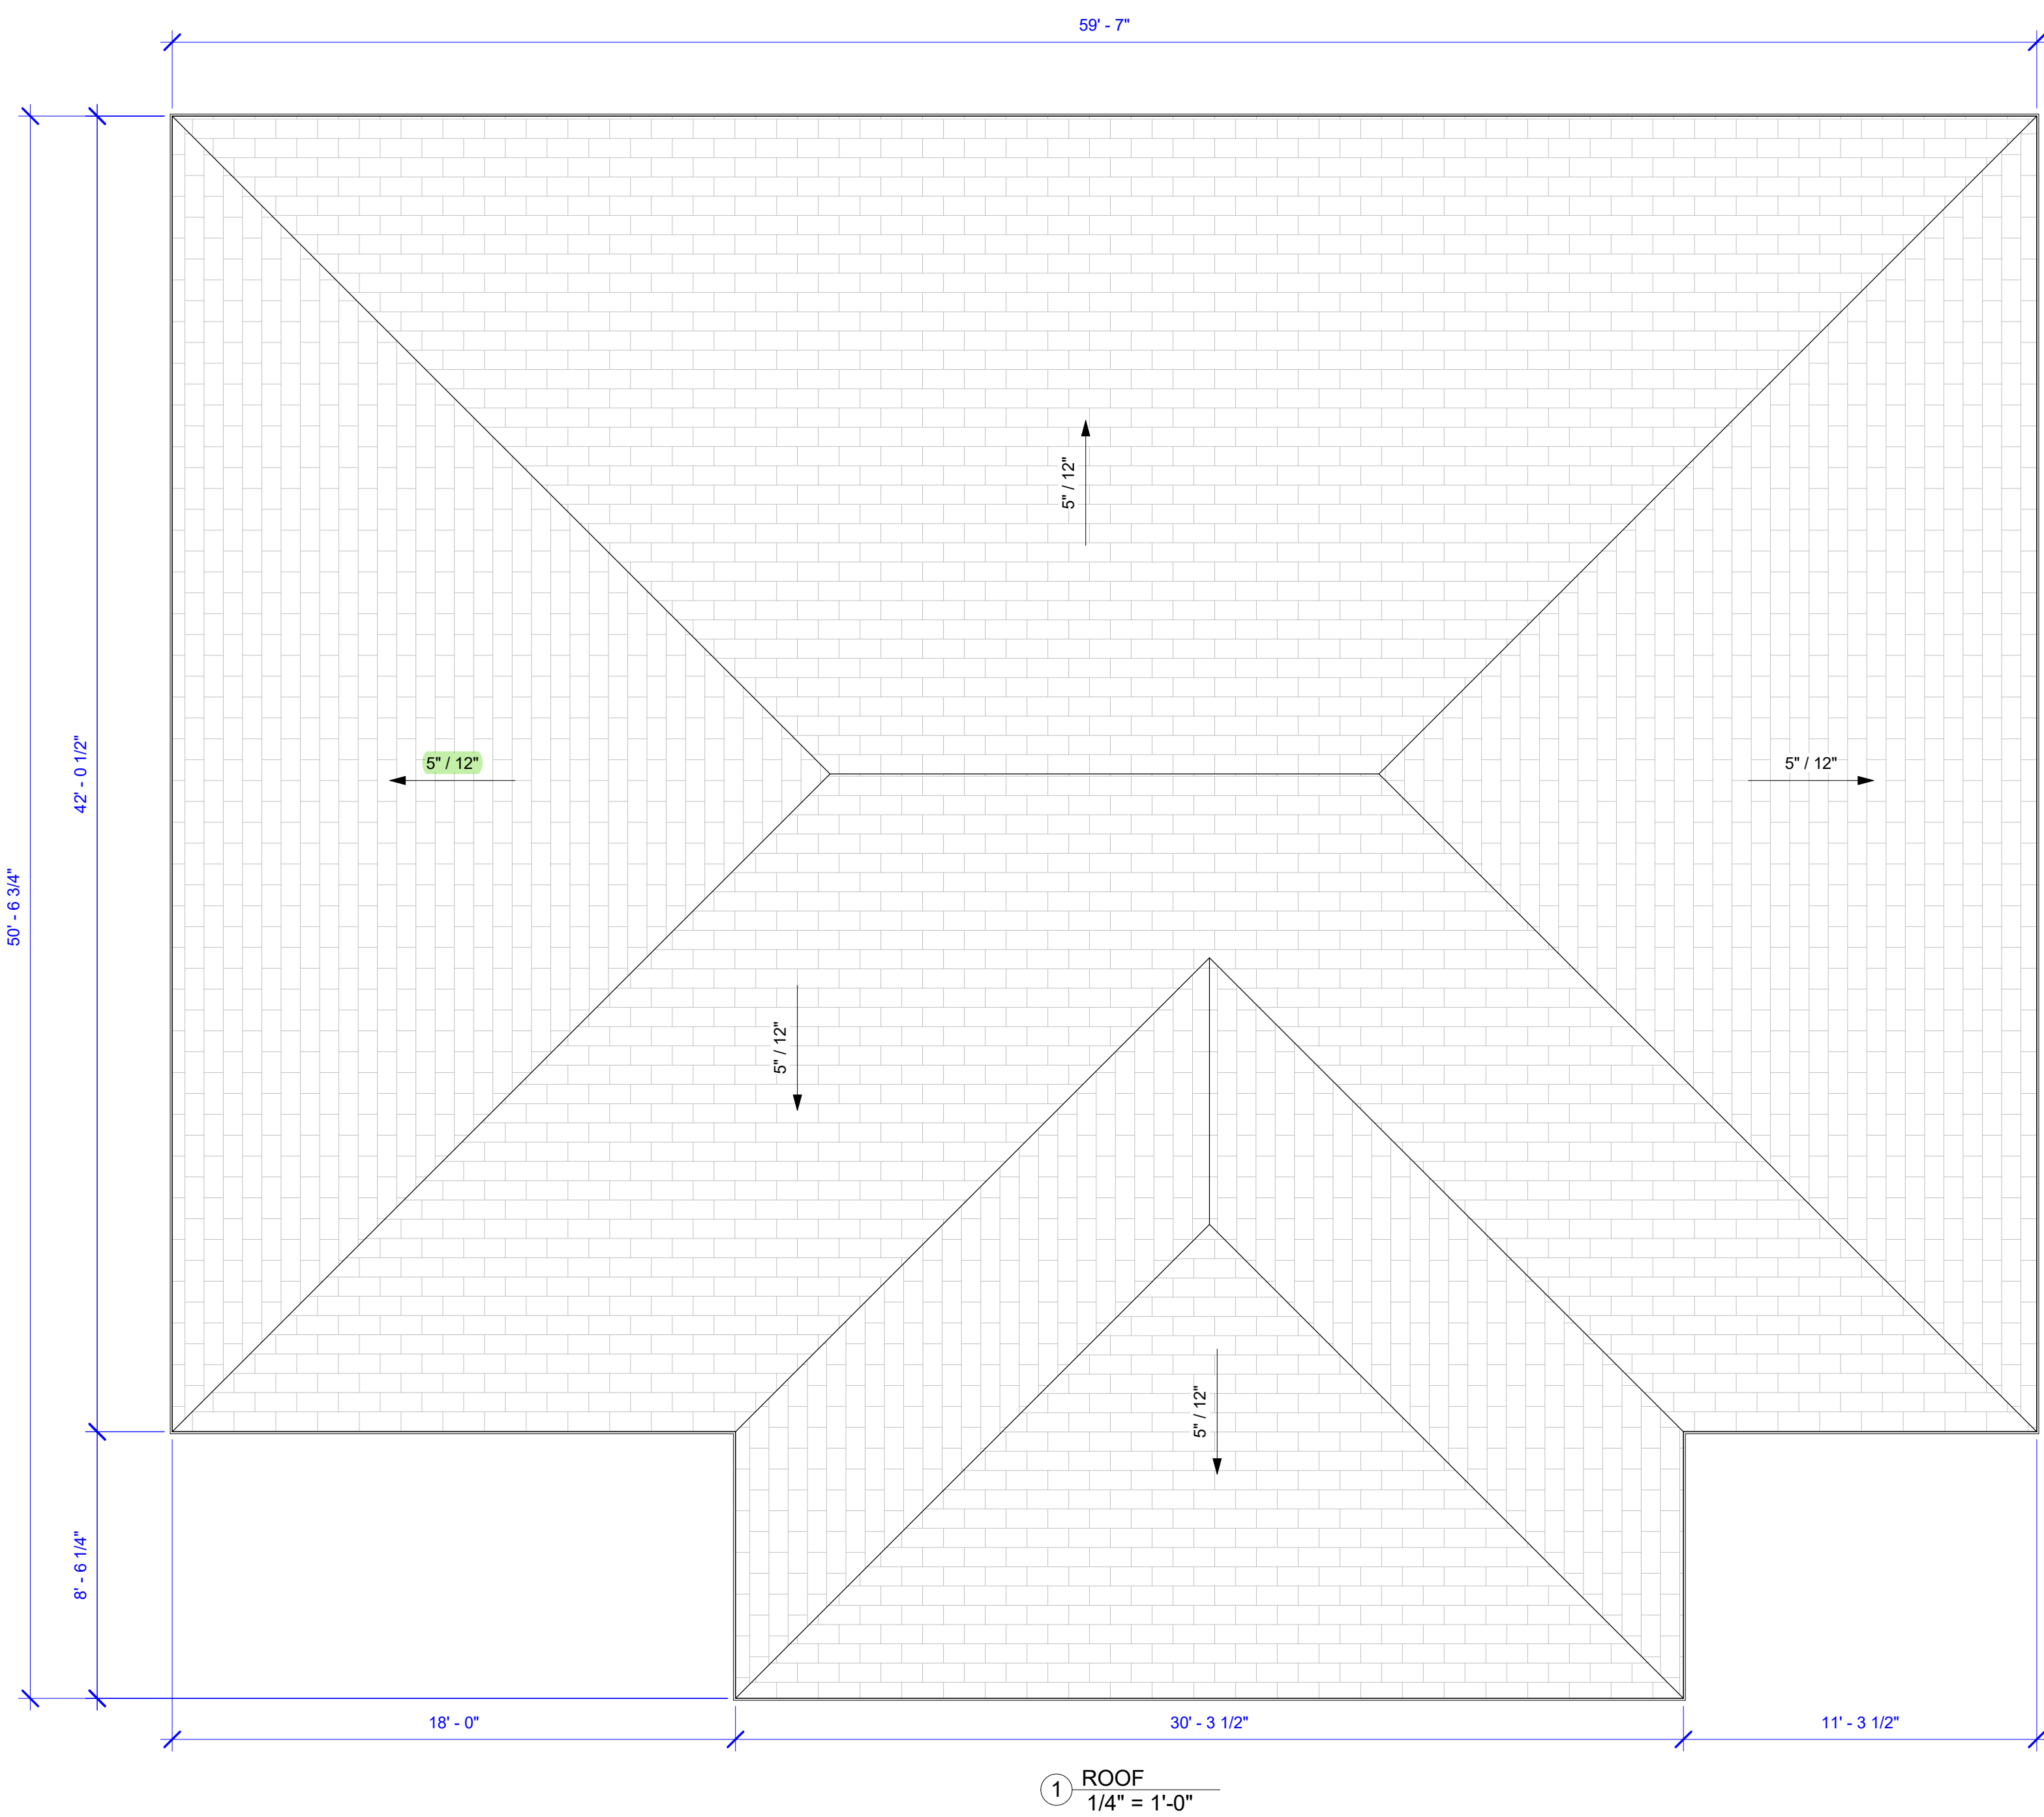 59' - 7"
5" / 12"
42' - 0 1/2"
5" / 12"
5" / 12"
50' - 6 3/4"
5" / 12"
5" / 12"
8' - 6 1/4"
18' - 0"
30' - 3 1/2"
11' - 3 1/2"
1
ROOF
1/4" = 1'-0"